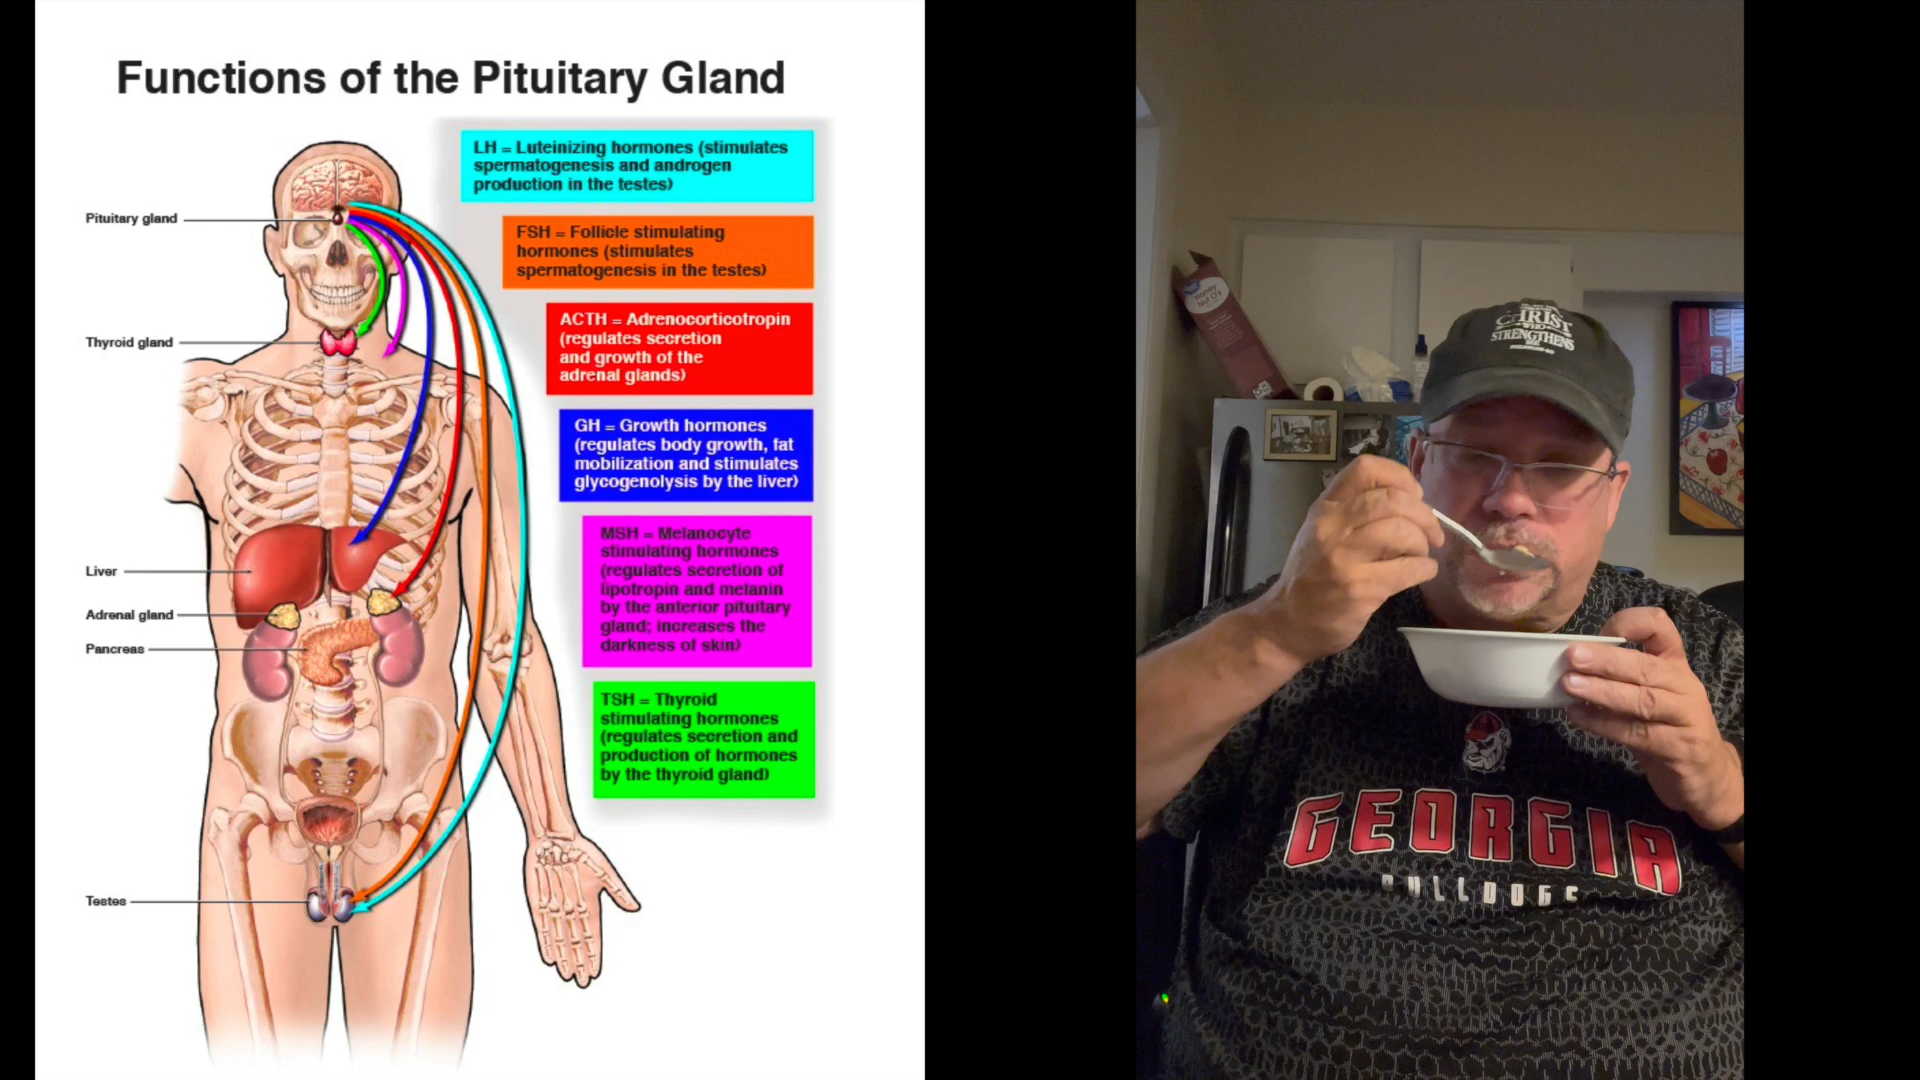 Functions of the Pituitary Gland
LH = Luteinizing hormones (stimulates
spermatogenesis and androgen
production in the testes)
Pituitary gland
FSH = Follicle stimulating
hormones (stimulates
spermatogenesis in the testes)
ACTH = Adrenocorticotropin
(regulates secretion
and growth of the
adrenal glands)
Thyroid gland
GH = Growth hormones
(regulates body growth, fat
mobilization and stimulates
glycogenolysis by the liver)
MSH = Melanocyte
stimulating hormones
(regulates secretion of
lipotropin and melanin
by the anterior pituitary
gland; increases the
darkness of skin)
Liver
Adrenal gland
Pancreas
TSH = Thyroid
stimulating hormones
(regulates secretion and
production of hormones
by the thyroid gland)
Testes
Honey
Nut O's
CHRIST
WHO
STRENGTHENS
ME
GEORGIA
BULLDOGS